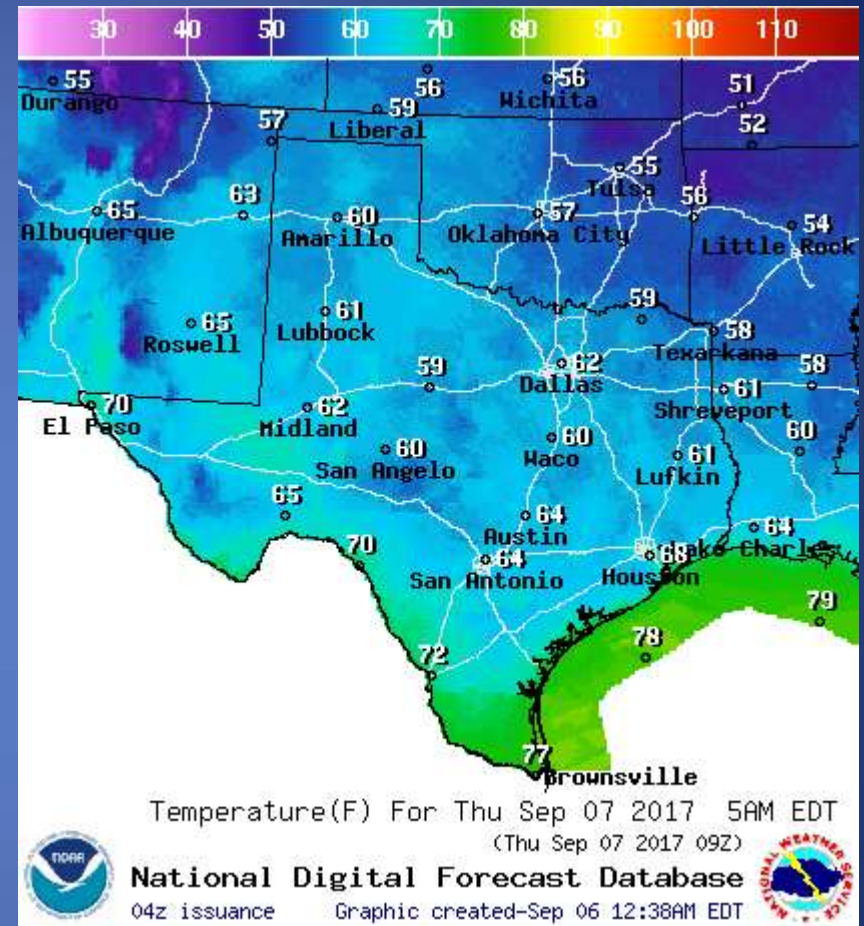 30 40 50 60 70 80 90 100 110
55 56 56 51
Durango 59 Wichita
57 Liberal 52
55
Tulsa
65 63 60 57 56 54
Albuquerque Amarillo Oklahoma City Little Rock
65 61 59 58
Roswell Lubbock Texarkana
59 62 58
Dallas 61
70 62 Shreveport
El Paso Midland 60 60 61 60
San Angelo Waco Lufkin
65 64 64
Austin
70 64 68 Lake Charles
San Antonio Houston
79
72 78
77
Brownsville
Temperature(F) For Thu Sep 07 2017 5AM EDT
(Thu Sep 07 2017 09Z)
NOAA
National Digital Forecast Database
04z issuance Graphic created-Sep 06 12:38AM EDT
NATIONAL WEATHER SERVICE